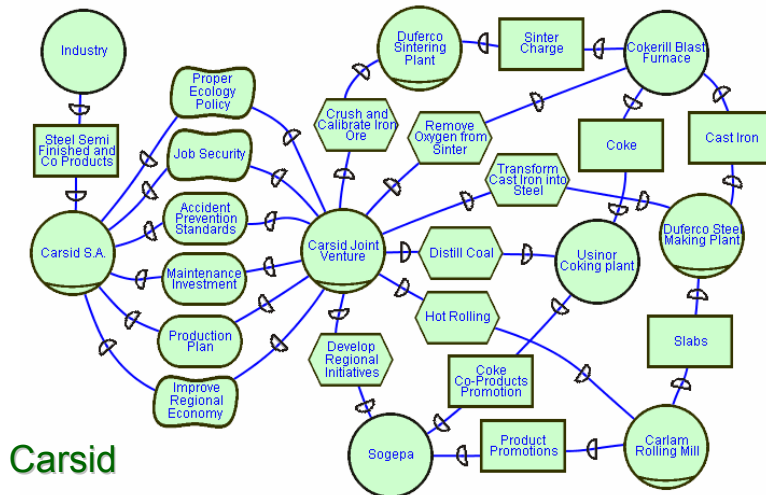 Industry
Steel Semi
Finished and
Co Products
Carsid S.A.
Proper
Ecology
Policy
Job Security
Accident
Prevention
Standards
Maintenance
Investment
Production
Plan
Improve
Regional
Economy
Carsid Joint
Venture
Duferco
Sintering
Plant
Sinter
Charge
Cokerill Blast
Furnace
Crush and
Calibrate Iron
Ore
Remove
Oxygen from
Sinter
Coke
Cast Iron
Transform
Cast Iron into
Steel
Distill Coal
Usinor
Coking plant
Duferco Steel
Making Plant
Hot Rolling
Develop
Regional
Initiatives
Coke
Co-Products
Promotion
Slabs
Sogepa
Product
Promotions
Carlam
Rolling Mill
Carsid